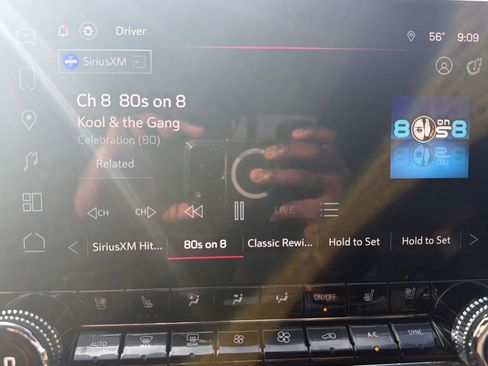 Driver
56° 9:09
SiriusXM
Ch 8 80s on 8
Kool & the Gang
Celebration (80)
Related
80s on 8
CH CH LIVE
SiriusXM Hit... 80s on 8 Classic Rewi... Hold to Set Hold to Set
ON/OFF
AUTO MAX REAR A/C SYNC